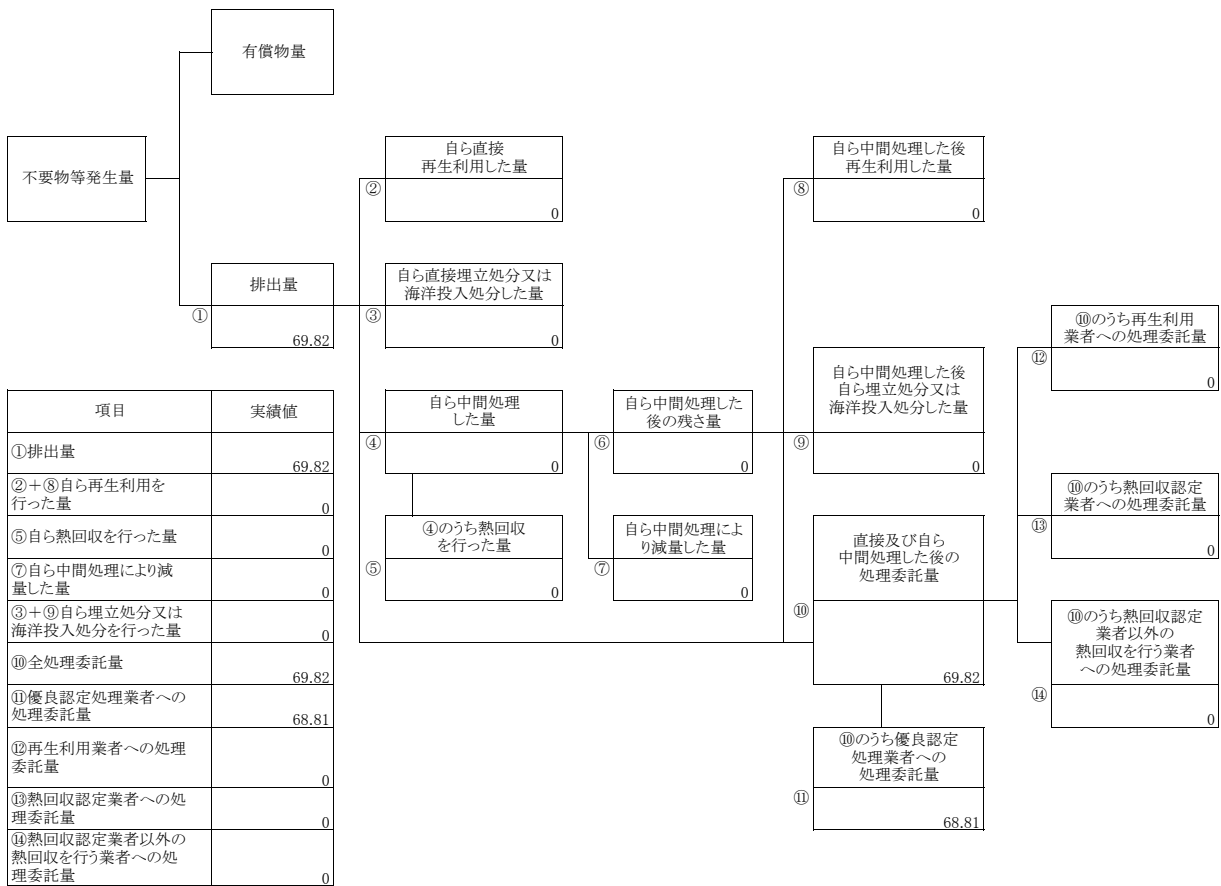 有償物量
不要物等発生量
排出量
①
69.82
自ら直接
再生利用した量
②
0
自ら直接埋立処分又は
海洋投入処分した量
③
0
自ら中間処理
した量
④
0
④のうち熱回収
を行った量
⑤
0
自ら中間処理した
後の残さ量
⑥
0
自ら中間処理によ
り減量した量
⑦
0
自ら中間処理した後
再生利用した量
⑧
0
自ら中間処理した後
自ら埋立処分又は
海洋投入処分した量
⑨
0
直接及び自ら
中間処理した後の
処理委託量
⑩
69.82
⑩のうち優良認定
処理業者への
処理委託量
⑪
68.81
⑩のうち再生利用
業者への処理委託量
⑫
0
⑩のうち熱回収認定
業者への処理委託量
⑬
0
⑩のうち熱回収認定
業者以外の
熱回収を行う業者
への処理委託量
⑭
0
項目 実績値
①排出量
69.82
②＋⑧自ら再生利用を
行った量
0
⑤自ら熱回収を行った量
0
⑦自ら中間処理により減
量した量
0
③＋⑨自ら埋立処分又は
海洋投入処分を行った量
0
⑩全処理委託量
69.82
⑪優良認定処理業者への
処理委託量
68.81
⑫再生利用業者への処理
委託量
0
⑬熱回収認定業者への処
理委託量
0
⑭熱回収認定業者以外の
熱回収を行う業者への処
理委託量
0